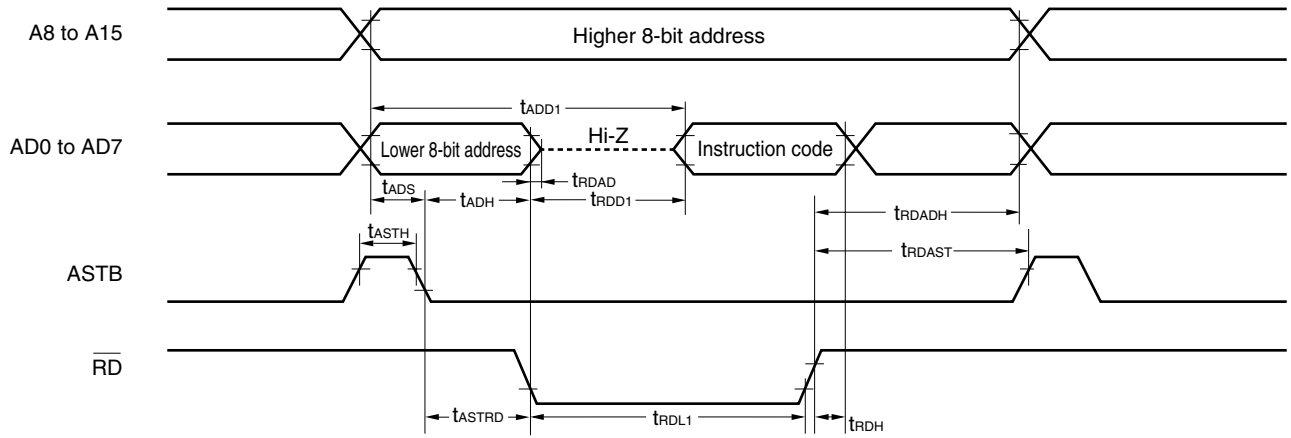 A8 to A15
Higher 8-bit address
tADD1
AD0 to AD7
Lower 8-bit address
Hi-Z
Instruction code
tADS
tADH
tRDAD
tRDD1
tRDADH
tASTH
tRDAST
ASTB
RD
tASTRD
tRDL1
tRDH